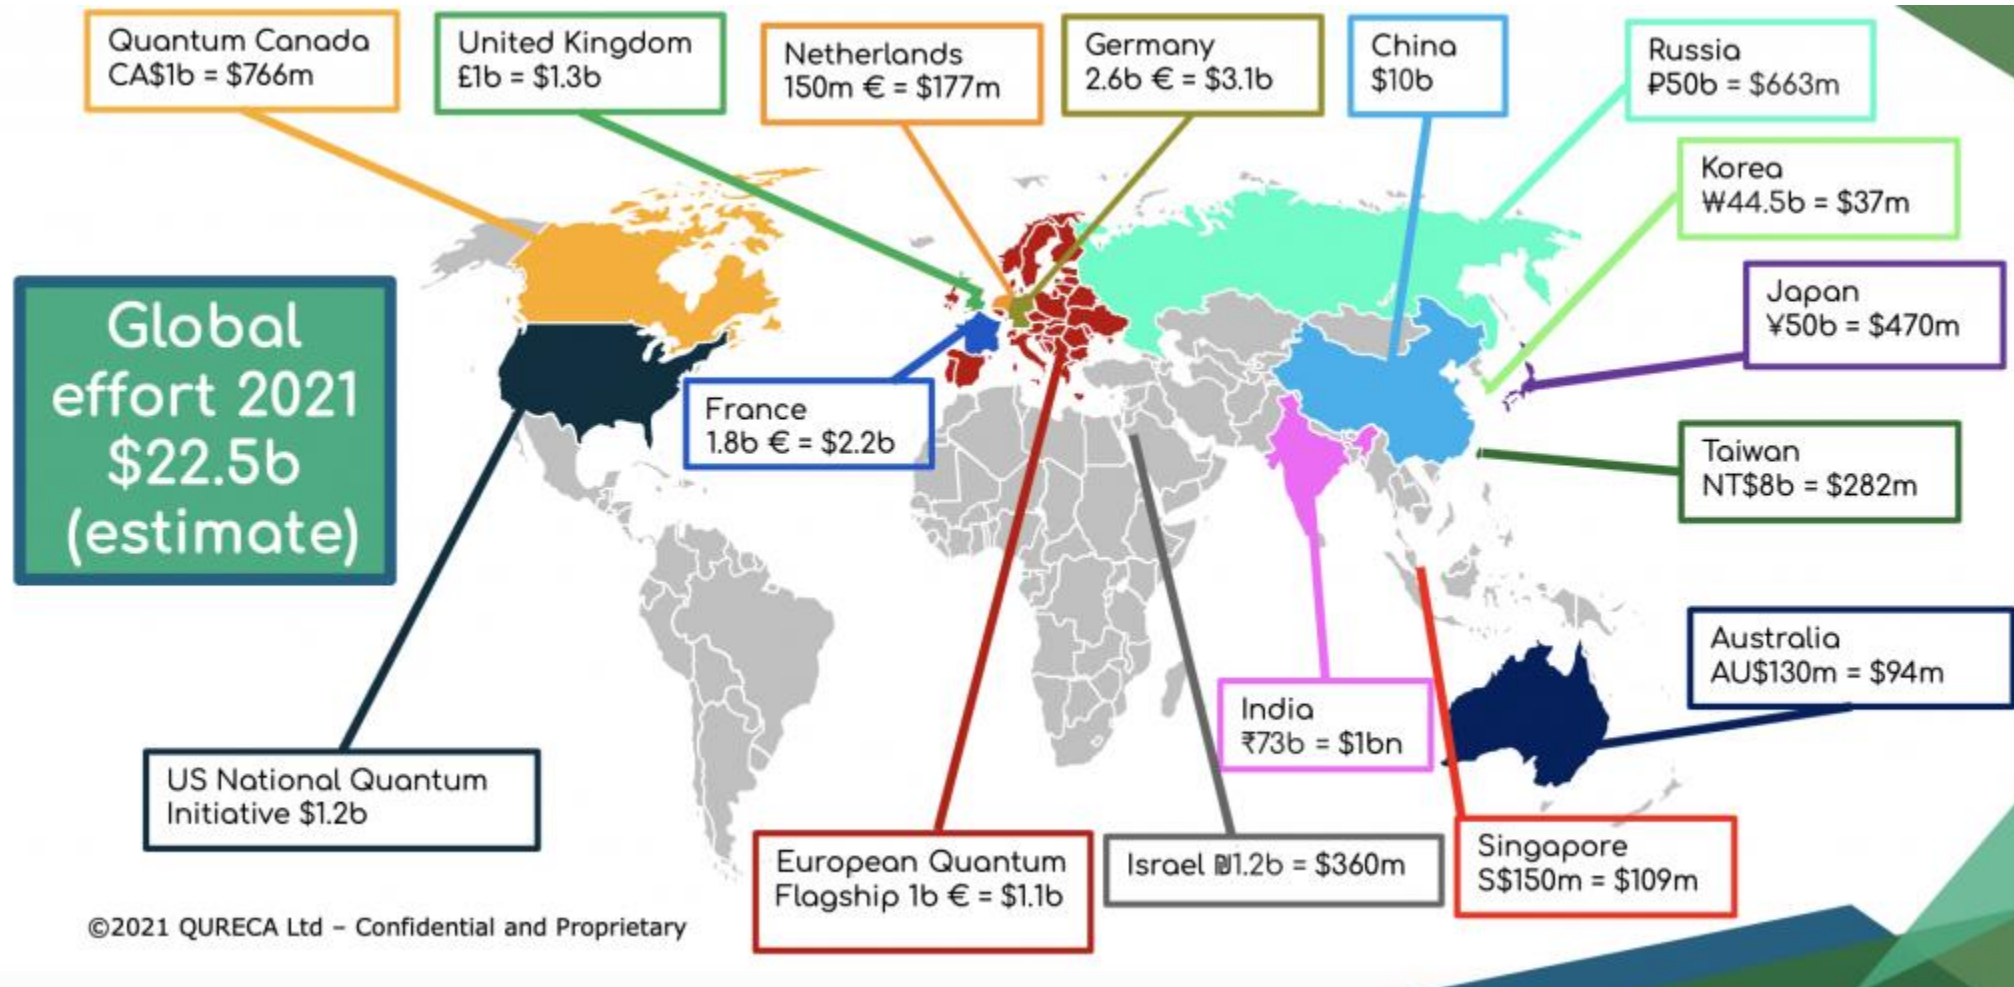 Quantum Canada
CA$1b = $766m
United Kingdom
£1b = $1.3b
Netherlands
150m € = $177m
Germany
2.6b € = $3.1b
China
$10b
Russia
₽50b = $663m
Korea
₩44.5b = $37m
Japan
¥50b = $470m
Global
effort 2021
$22.5b
(estimate)
France
1.8b € = $2.2b
Taiwan
NT$8b = $282m
Australia
AU$130m = $94m
India
₹73b = $1bn
US National Quantum
Initiative $1.2b
European Quantum
Flagship 1b € = $1.1b
Israel ₪1.2b = $360m
Singapore
S$150m = $109m
©2021 QURECA Ltd – Confidential and Proprietary